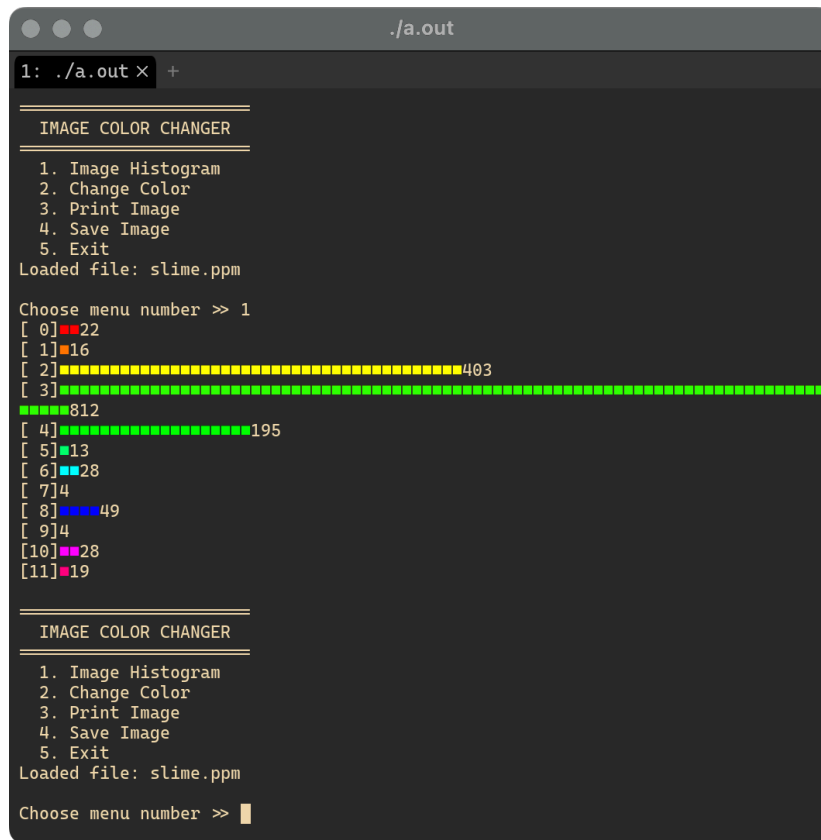 ./a.out
1: ./a.out × +
IMAGE COLOR CHANGER
1. Image Histogram
2. Change Color
3. Print Image
4. Save Image
5. Exit
Loaded file: slime.ppm
Choose menu number >> 1
[ 0]22
[ 1]16
[ 2]403
[ 3]
812
[ 4]195
[ 5]13
[ 6]28
[ 7]4
[ 8]49
[ 9]4
[10]28
[11]19
IMAGE COLOR CHANGER
1. Image Histogram
2. Change Color
3. Print Image
4. Save Image
5. Exit
Loaded file: slime.ppm
Choose menu number >>